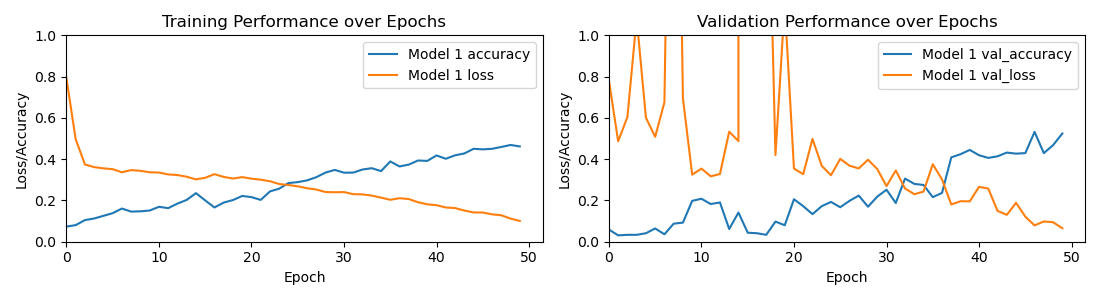 Training Performance over Epochs
Loss/Accuracy
1.0
0.8
0.6
0.4
0.2
0.0
0 10 20 30 40 50
Epoch
Model 1 accuracy
Model 1 loss
Validation Performance over Epochs
Loss/Accuracy
1.0
0.8
0.6
0.4
0.2
0.0
0 10 20 30 40 50
Epoch
Model 1 val_accuracy
Model 1 val_loss